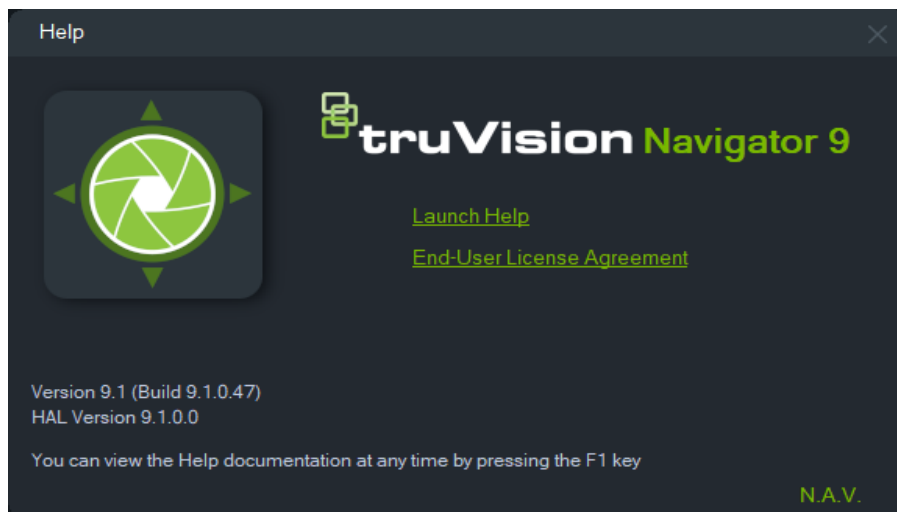 Help
truVision Navigator 9
Launch Help
End-User License Agreement
Version 9.1 (Build 9.1.0.47)
HAL Version 9.1.0.0
You can view the Help documentation at any time by pressing the F1 key
N.A.V.